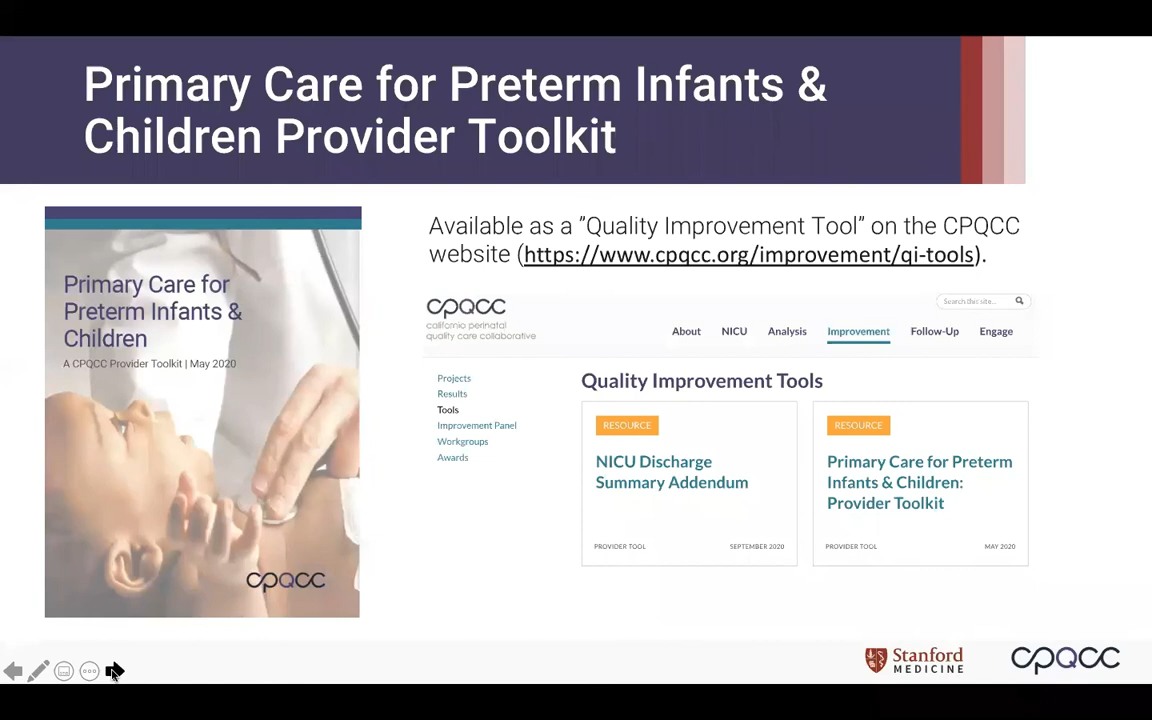 Primary Care for Preterm Infants &
Children Provider Toolkit
Primary Care for
Preterm Infants &
Children
A CPQCC Provider Toolkit | May 2020
cpqcc
Available as a ”Quality Improvement Tool” on the CPQCC
website (https://www.cpqcc.org/improvement/qi-tools).
cpqcc
california perinatal
quality care collaborative
Search this site...
About NICU Analysis Improvement Follow-Up Engage
Projects
Results
Tools
Improvement Panel
Workgroups
Awards
Quality Improvement Tools
RESOURCE
NICU Discharge
Summary Addendum
PROVIDER TOOL SEPTEMBER 2020
RESOURCE
Primary Care for Preterm
Infants & Children:
Provider Toolkit
PROVIDER TOOL MAY 2020
Stanford
MEDICINE
cpqcc